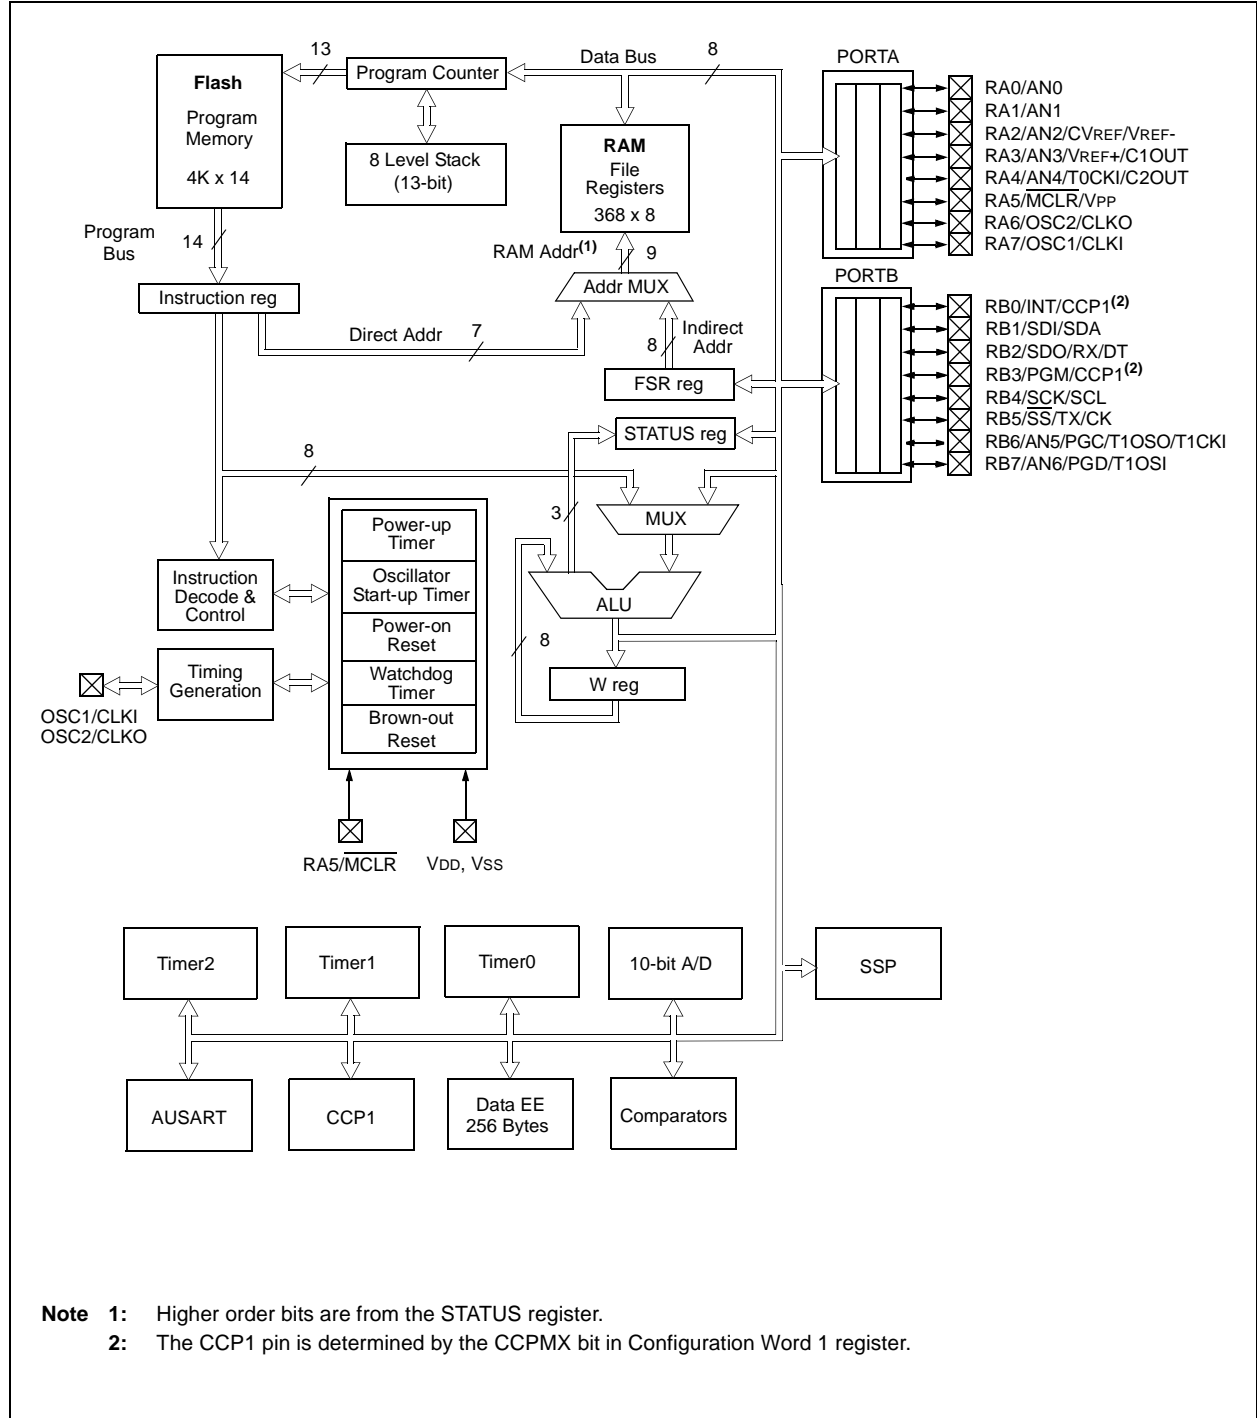 13
Data Bus
8
PORTA
Flash
Program
Memory
4K x 14
Program Counter
8 Level Stack
(13-bit)
RAM
File
Registers
368 x 8
RA0/AN0
RA1/AN1
RA2/AN2/CVREF/VREF-
RA3/AN3/VREF+/C1OUT
RA4/AN4/T0CKI/C2OUT
RA5/MCLR/VPP
RA6/OSC2/CLKO
RA7/OSC1/CLKI
Program
Bus
14
RAM Addr(1)
9
PORTB
Instruction reg
Addr MUX
Direct Addr
7
8
Indirect
Addr
FSR reg
RB0/INT/CCP1(2)
RB1/SDI/SDA
RB2/SDO/RX/DT
RB3/PGM/CCP1(2)
RB4/SCK/SCL
RB5/SS/TX/CK
RB6/AN5/PGC/T1OSO/T1CKI
RB7/AN6/PGD/T1OSI
STATUS reg
8
3
MUX
Power-up
Timer
Oscillator
Start-up Timer
Power-on
Reset
Watchdog
Timer
Brown-out
Reset
Instruction
Decode &
Control
ALU
8
Timing
Generation
W reg
OSC1/CLKI
OSC2/CLKO
RA5/MCLR
VDD, VSS
Timer2
Timer1
Timer0
10-bit A/D
SSP
AUSART
CCP1
Data EE
256 Bytes
Comparators
Note 1: Higher order bits are from the STATUS register.
2: The CCP1 pin is determined by the CCPMX bit in Configuration Word 1 register.